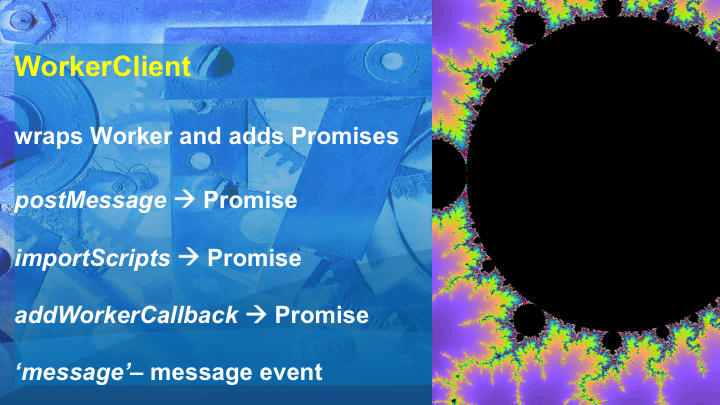 WorkerClient
wraps Worker and adds Promises
postMessage → Promise
importScripts → Promise
addWorkerCallback → Promise
‘message’– message event